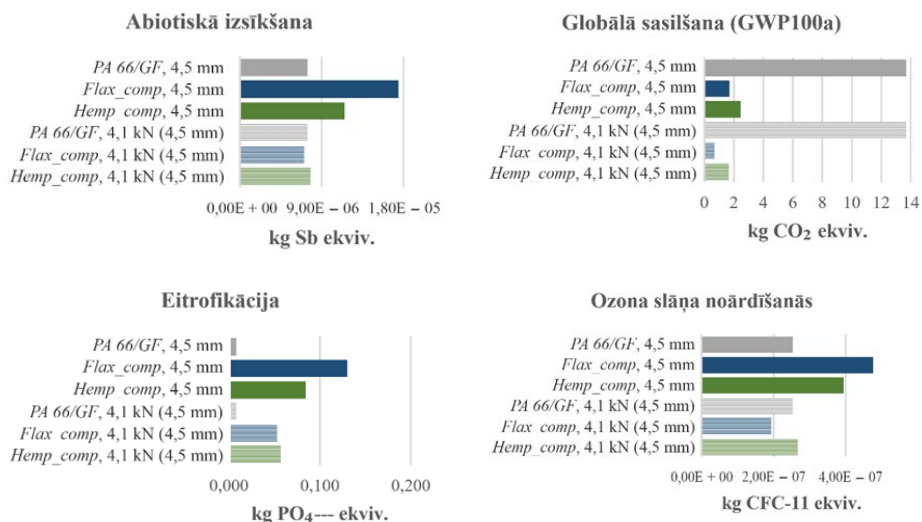 Abiotiskā izsīkšana
PA 66/GF, 4,5 mm
Flax_comp, 4,5 mm
Hemp_comp, 4,5 mm
PA 66/GF, 4,1 kN (4,5 mm)
Flax_comp, 4,1 kN (4,5 mm)
Hemp_comp, 4,1 kN (4,5 mm)
0,00E + 00 9,00E − 06 1,80E − 05
kg Sb ekviv.
Globālā sasilšana (GWP100a)
PA 66/GF, 4,5 mm
Flax_comp, 4,5 mm
Hemp_comp, 4,5 mm
PA 66/GF, 4,1 kN (4,5 mm)
Flax_comp, 4,1 kN (4,5 mm)
Hemp_comp, 4,1 kN (4,5 mm)
0 2 4 6 8 10 12 14
kg CO₂ ekviv.
Eitrofikācija
PA 66/GF, 4,5 mm
Flax_comp, 4,5 mm
Hemp_comp, 4,5 mm
PA 66/GF, 4,1 kN (4,5 mm)
Flax comp, 4,1 kN (4,5 mm)
Hemp_comp, 4,1 kN (4,5 mm)
0,000 0,100 0,200
kg PO₄--- ekviv.
Ozona slāņa noārdīšanās
PA 66/GF, 4,5 mm
Flax_comp, 4,5 mm
Hemp_comp, 4,5 mm
PA 66/GF, 4,1 kN (4,5 mm)
Flax comp, 4,1 kN (4,5 mm)
Hemp_comp, 4,1 kN (4,5 mm)
0,00E + 00 2,00E − 07 4,00E − 07
kg CFC-11 ekviv.